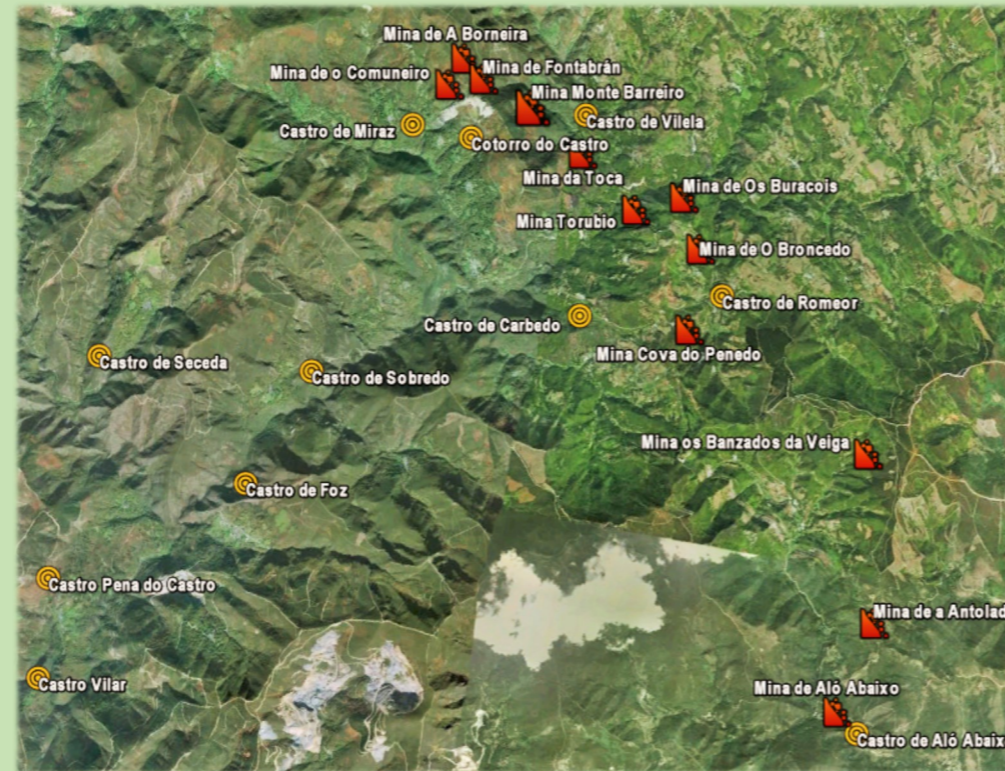 Mina de A Borneira
Mina de o Comuneiro
Mina de Fontabrán
Mina Monte Barreiro
Castro de Miraz
Castro de Vilela
Cotorro do Castro
Mina da Toca
Mina de Os Buracois
Mina Torubio
Mina de O Broncedo
Castro de Romeor
Castro de Carbedo
Mina Cova do Penedo
Castro de Seceda
Castro de Sobredo
Mina os Banzados da Veiga
Castro de Foz
Castro Pena do Castro
Mina de a Antolad
Castro Vilar
Mina de Aló Abaixo
Castro de Aló Abaix